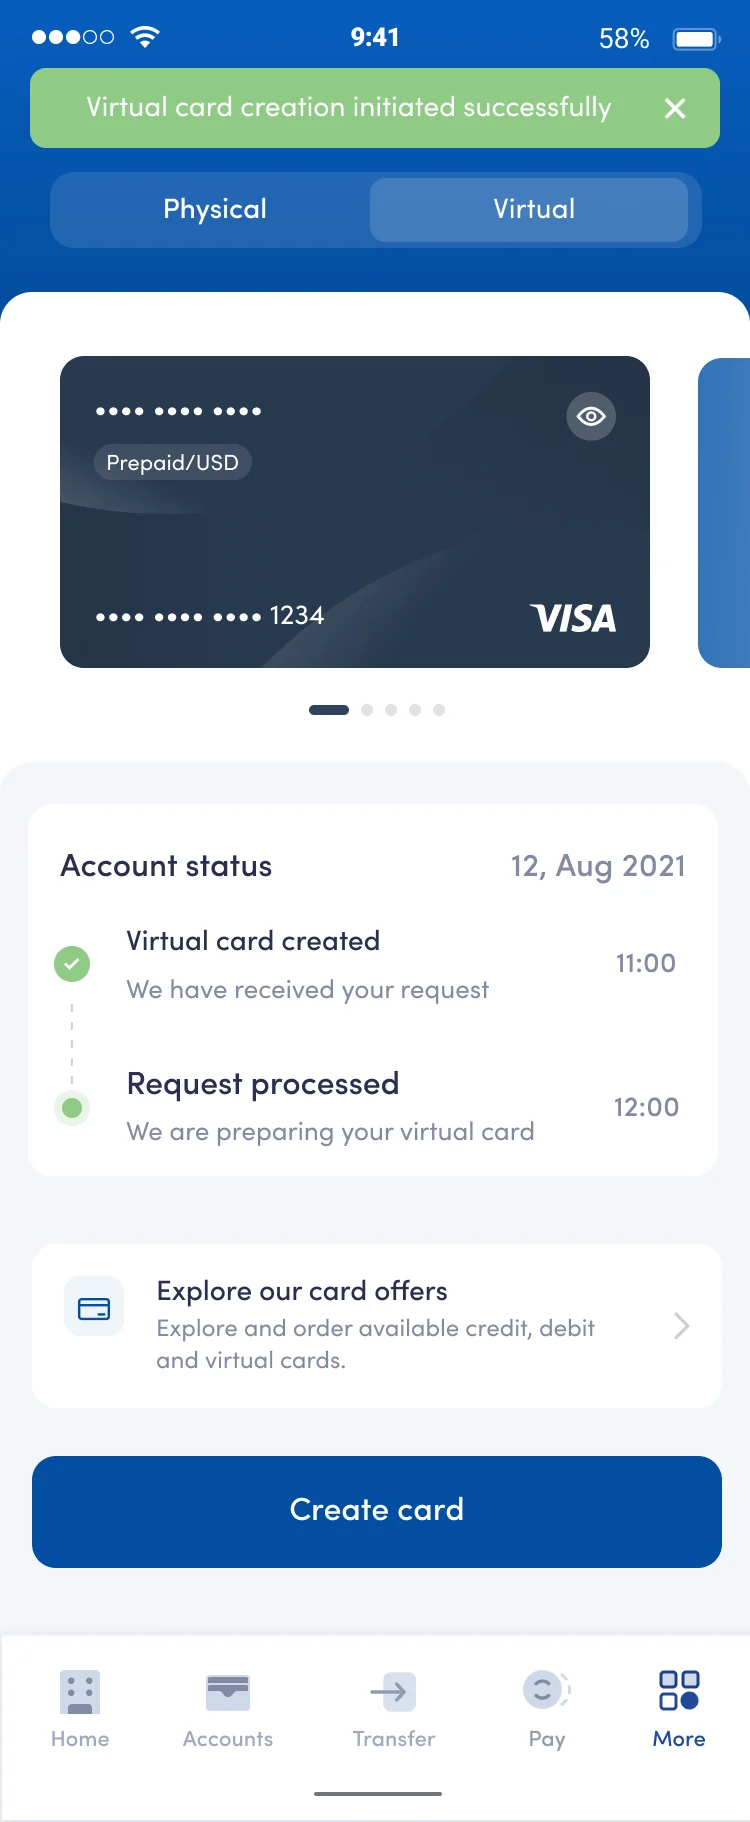 9:41
58%
Virtual card creation initiated successfully
Physical
Virtual
•••• •••• ••••
Prepaid/USD
•••• •••• •••• 1234
VISA
Account status
12, Aug 2021
Virtual card created
11:00
We have received your request
Request processed
12:00
We are preparing your virtual card
Explore our card offers
Explore and order available credit, debit
and virtual cards.
Create card
Home
Accounts
Transfer
Pay
More